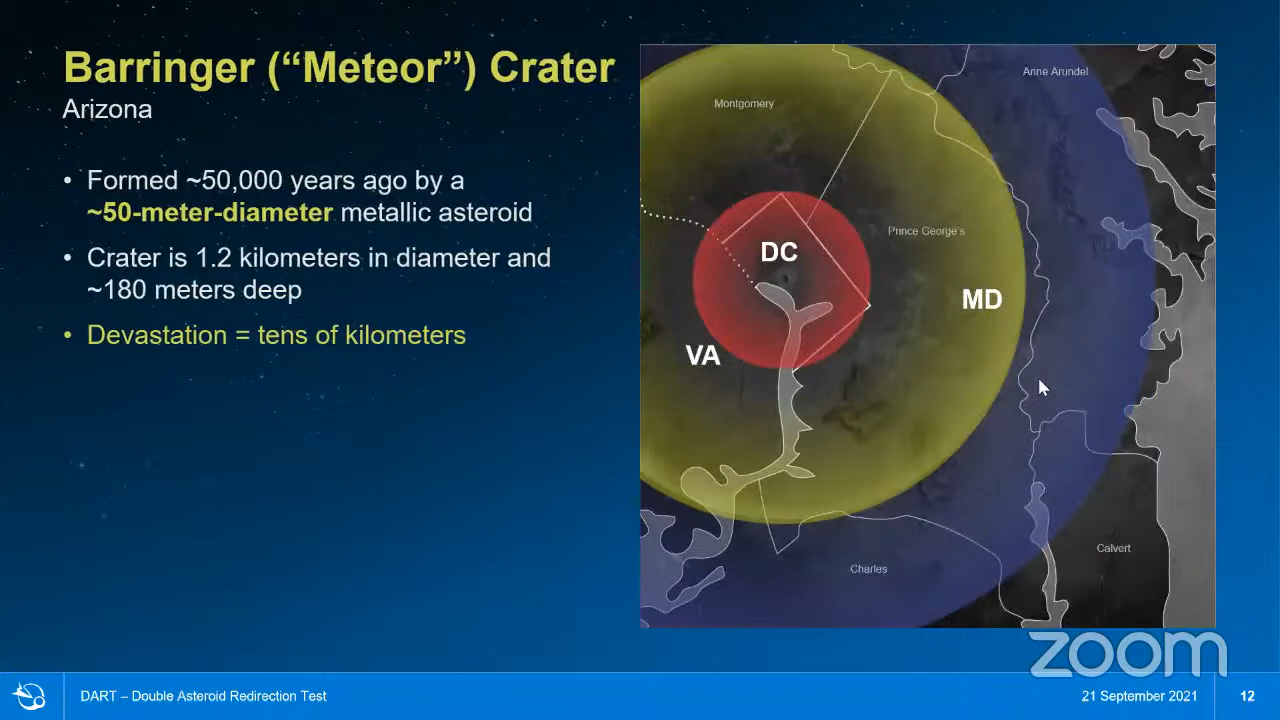 Barringer (“Meteor”) Crater
Arizona
• Formed ~50,000 years ago by a
~50-meter-diameter metallic asteroid
• Crater is 1.2 kilometers in diameter and
~180 meters deep
• Devastation = tens of kilometers
Anne Arundel
Montgomery
Prince George's
DC
MD
VA
Calvert
Charles
zoom
DART – Double Asteroid Redirection Test
21 September 2021
12